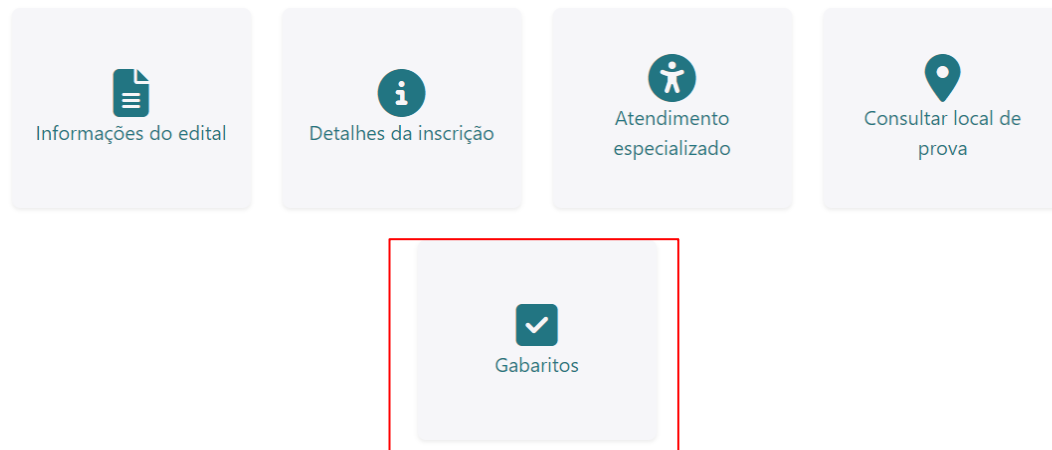 Informações do edital
Detalhes da inscrição
Atendimento
especializado
Consultar local de
prova
Gabaritos